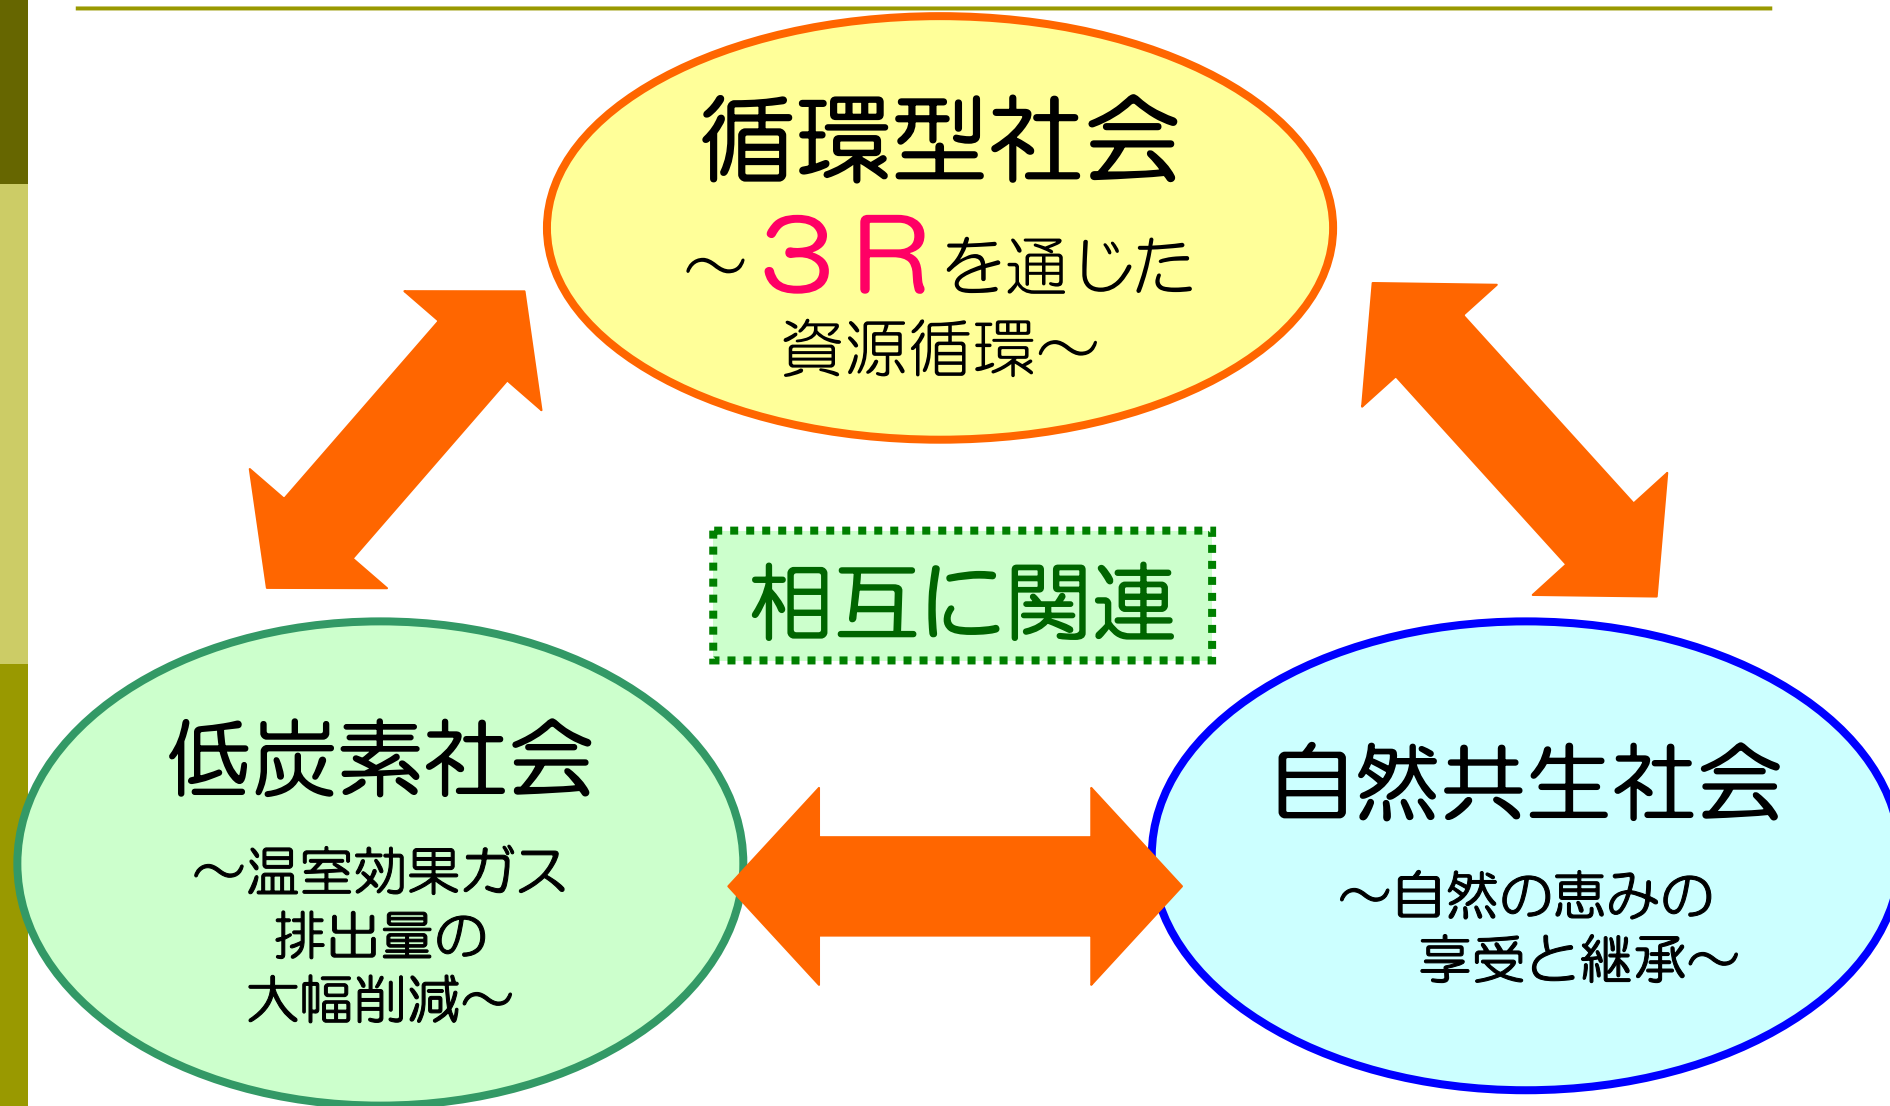 循環型社会
～３Ｒを通じた
資源循環～
相互に関連
低炭素社会
～温室効果ガス
排出量の
大幅削減～
自然共生社会
～自然の恵みの
享受と継承～